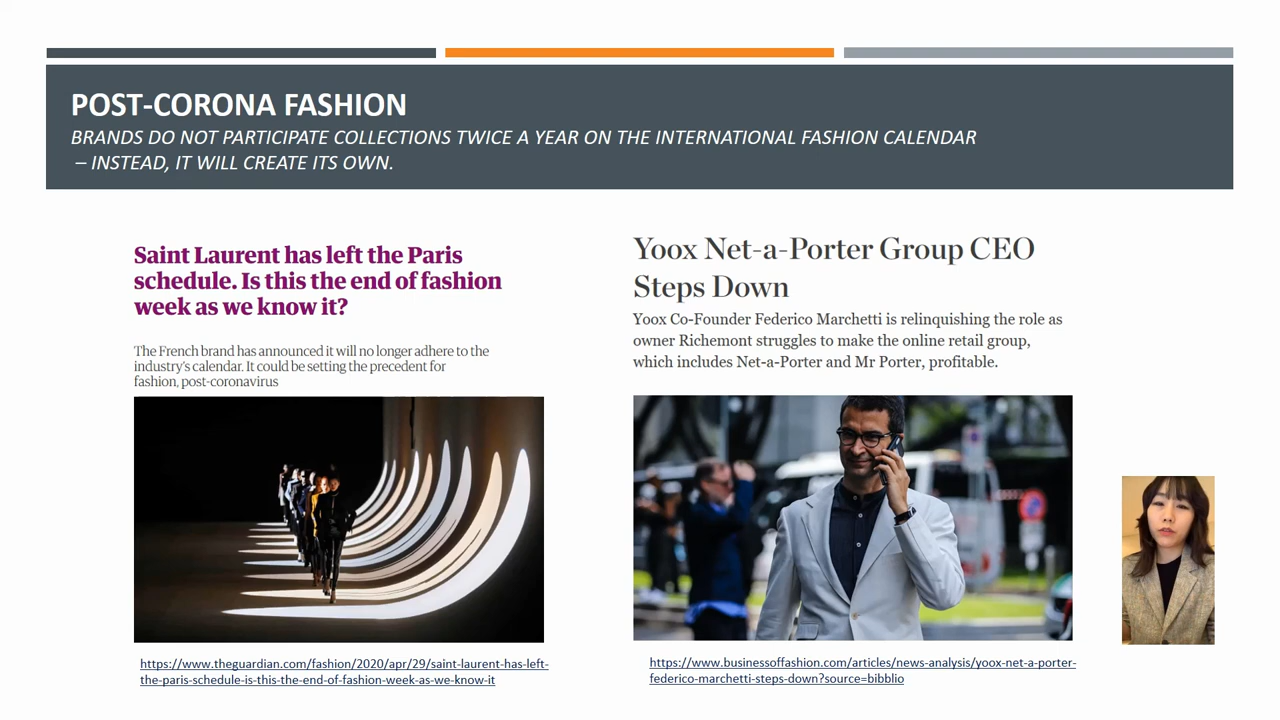 POST-CORONA FASHION
BRANDS DO NOT PARTICIPATE COLLECTIONS TWICE A YEAR ON THE INTERNATIONAL FASHION CALENDAR
– INSTEAD, IT WILL CREATE ITS OWN.
Saint Laurent has left the Paris
schedule. Is this the end of fashion
week as we know it?
The French brand has announced it will no longer adhere to the
industry's calendar. It could be setting the precedent for
fashion, post-coronavirus
https://www.theguardian.com/fashion/2020/apr/29/saint-laurent-has-left-
the-paris-schedule-is-this-the-end-of-fashion-week-as-we-know-it
Yoox Net-a-Porter Group CEO
Steps Down
Yoox Co-Founder Federico Marchetti is relinquishing the role as
owner Richemont struggles to make the online retail group,
which includes Net-a-Porter and Mr Porter, profitable.
https://www.businessoffashion.com/articles/news-analysis/yoox-net-a-porter-
federico-marchetti-steps-down?source=bibblio